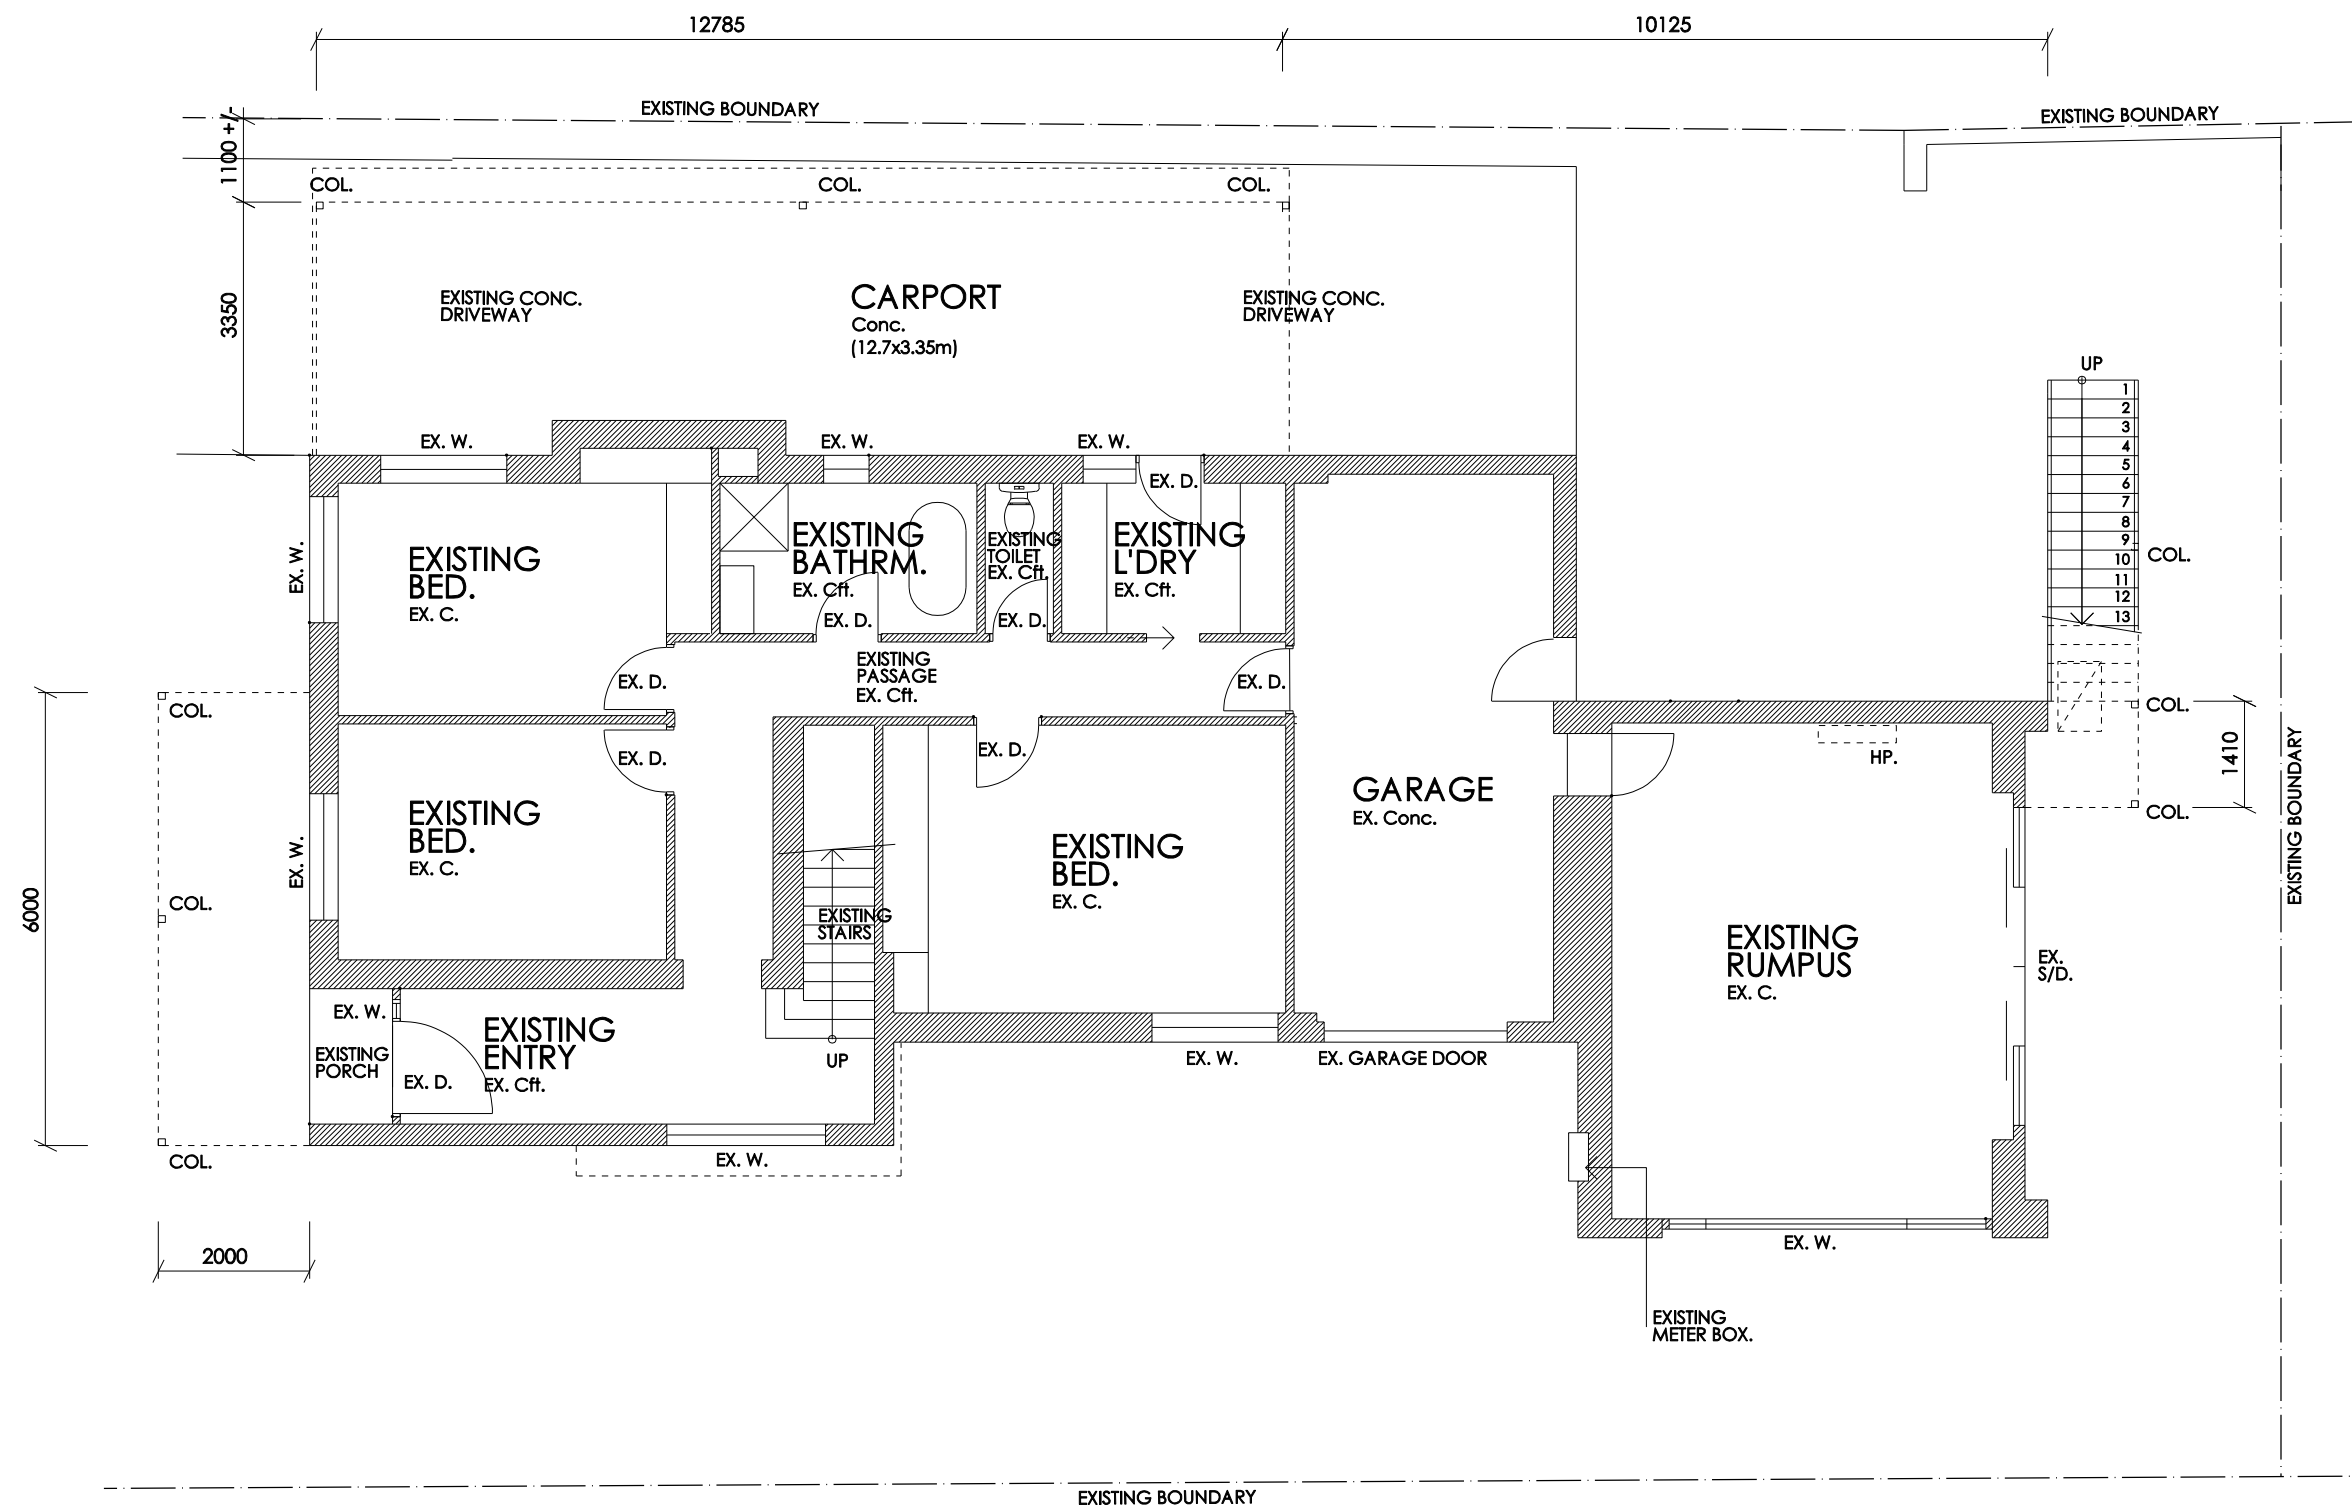 12785
10125
EXISTING BOUNDARY
EXISTING BOUNDARY
1100 +/-
COL.
COL.
COL.
3350
EXISTING CONC.
DRIVEWAY
CARPORT
Conc.
(12.7x3.35m)
EXISTING CONC.
DRIVEWAY
UP
1
2
3
4
5
6
7
8
9
10
11
12
13
COL.
EX. W.
EX. W.
EX. W.
EX. D.
EX. W.
EXISTING
BED.
EX. C.
EXISTING
BATHRM.
EX. Cft.
EX. D.
EXISTING
TOILET
EX. Cft.
EX. D.
EXISTING
L'DRY
EX. Cft.
EXISTING
PASSAGE
EX. Cft.
EX. D.
EX. D.
COL.
COL.
1410
HP.
COL.
EXISTING BOUNDARY
EX. D.
EX. D.
EX. W.
EXISTING
BED.
EX. C.
GARAGE
EX. Conc.
EXISTING
BED.
EX. C.
6000
COL.
EXISTING
STAIRS
EXISTING
RUMPUS
EX. C.
EX.
S/D.
EX. W.
EXISTING
ENTRY
EX. Cft.
EXISTING
PORCH
EX. D.
UP
EX. W.
EX. GARAGE DOOR
COL.
EX. W.
2000
EX. W.
EXISTING
METER BOX.
EXISTING BOUNDARY